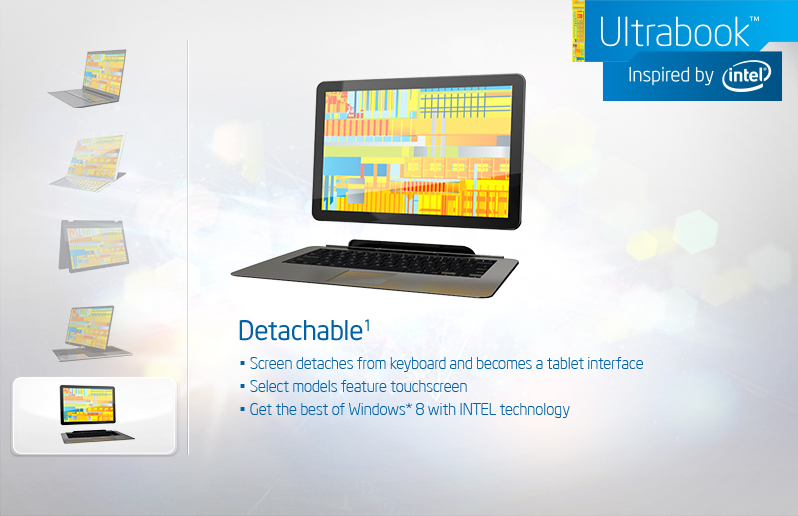 Ultrabook™
Inspired by intel®
Detachable¹
▪ Screen detaches from keyboard and becomes a tablet interface
▪ Select models feature touchscreen
▪ Get the best of Windows* 8 with INTEL technology